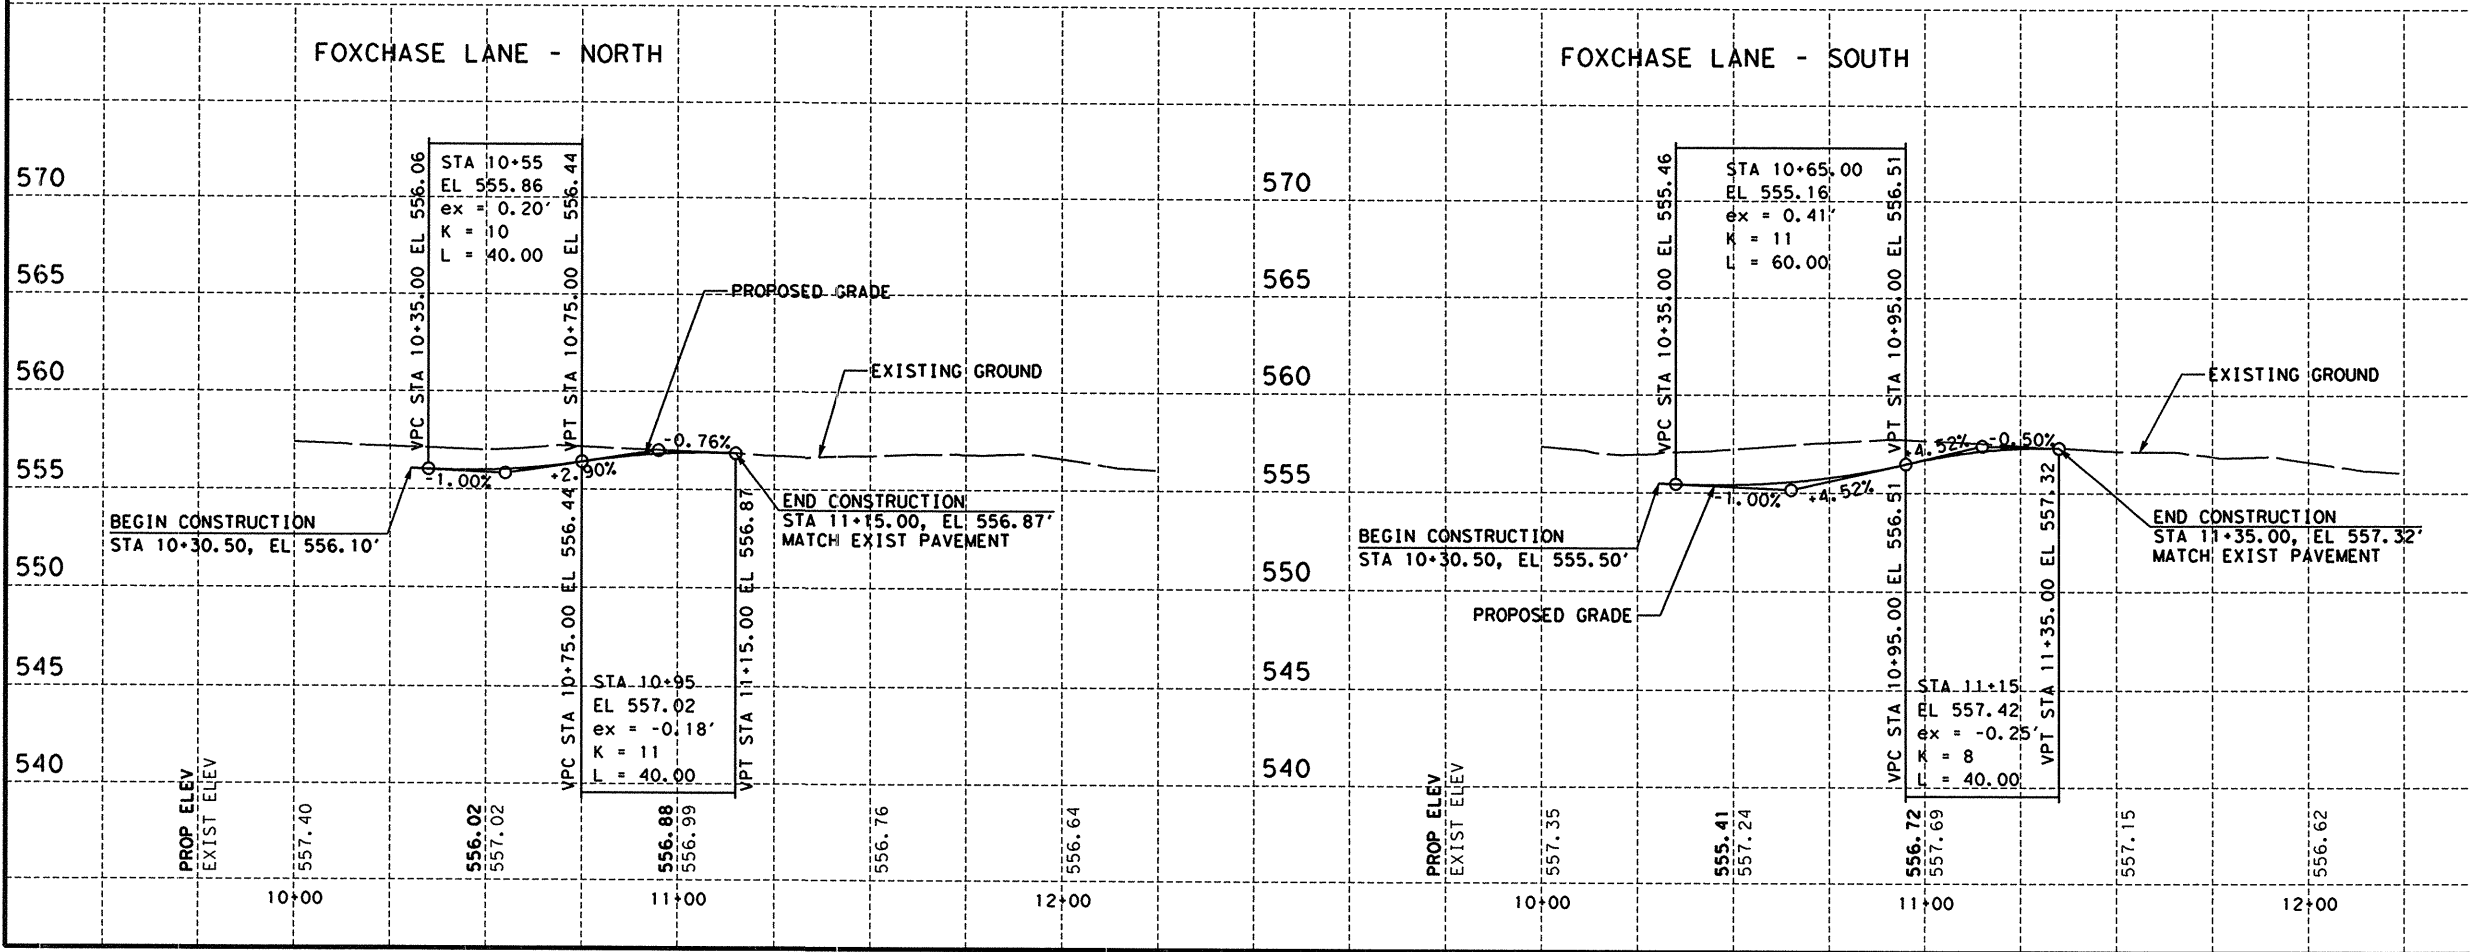 FOXCHASE LANE - NORTH
570
565
560
555
550
545
540
VPC STA 10+35.00 EL 556.06
STA 10+55
EL 555.86
ex = 0.20'
K = 10
L = 40.00
VPT STA 10+75.00 EL 556.44
PROPOSED GRADE
EXISTING GROUND
-1.00%
+2.90%
-0.76%
BEGIN CONSTRUCTION
STA 10+30.50, EL 556.10'
END CONSTRUCTION
STA 11+15.00, EL 556.87'
MATCH EXIST PAVEMENT
VPC STA 10+75.00 EL 556.44
STA 10+95
EL 557.02
ex = -0.18'
K = 11
L = 40.00
VPT STA 11+15.00 EL 556.87
PROP ELEV
EXIST ELEV
557.40
556.02
557.02
556.88
556.99
556.76
556.64
10+00
11+00
12+00
FOXCHASE LANE - SOUTH
570
565
560
555
550
545
540
VPC STA 10+35.00 EL 555.46
STA 10+65.00
EL 555.16
ex = 0.41'
K = 11
L = 60.00
VPT STA 10+95.00 EL 556.51
EXISTING GROUND
-1.00%
+4.52%
+4.52%
-0.50%
BEGIN CONSTRUCTION
STA 10+30.50, EL 555.50'
PROPOSED GRADE
END CONSTRUCTION
STA 11+35.00, EL 557.32'
MATCH EXIST PAVEMENT
VPC STA 10+95.00 EL 556.51
STA 11+15
EL 557.42
ex = -0.25'
K = 8
L = 40.00
VPT STA 11+35.00 EL 557.32
PROP ELEV
EXIST ELEV
557.35
555.41
557.24
556.72
557.69
557.15
556.62
10+00
11+00
12+00